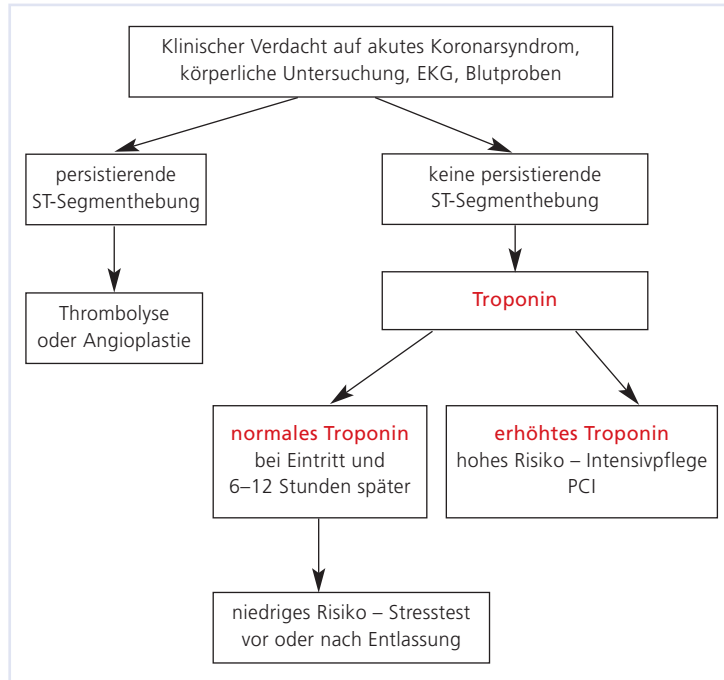 Klinischer Verdacht auf akutes Koronarsyndrom,
körperliche Untersuchung, EKG, Blutproben
persistierende
ST-Segmenthebung
keine persistierende
ST-Segmenthebung
Thrombolyse
oder Angioplastie
Troponin
normales Troponin
bei Eintritt und
6–12 Stunden später
erhöhtes Troponin
hohes Risiko – Intensivpflege
PCI
niedriges Risiko – Stresstest
vor oder nach Entlassung